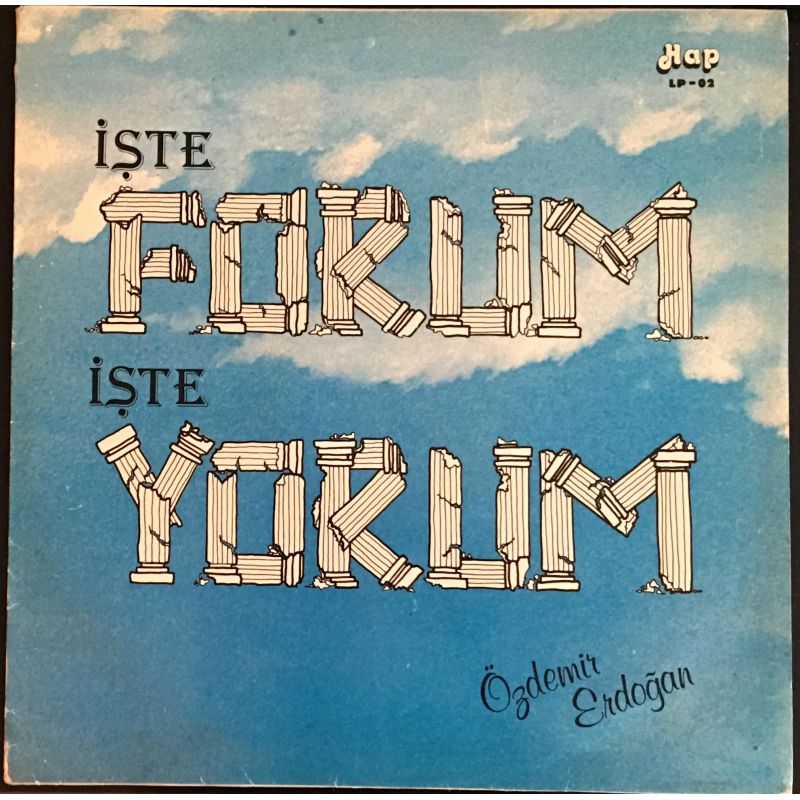 Hap
LP-02
İŞTE
FORUM
İŞTE
YORUM
Özdemir
Erdoğan